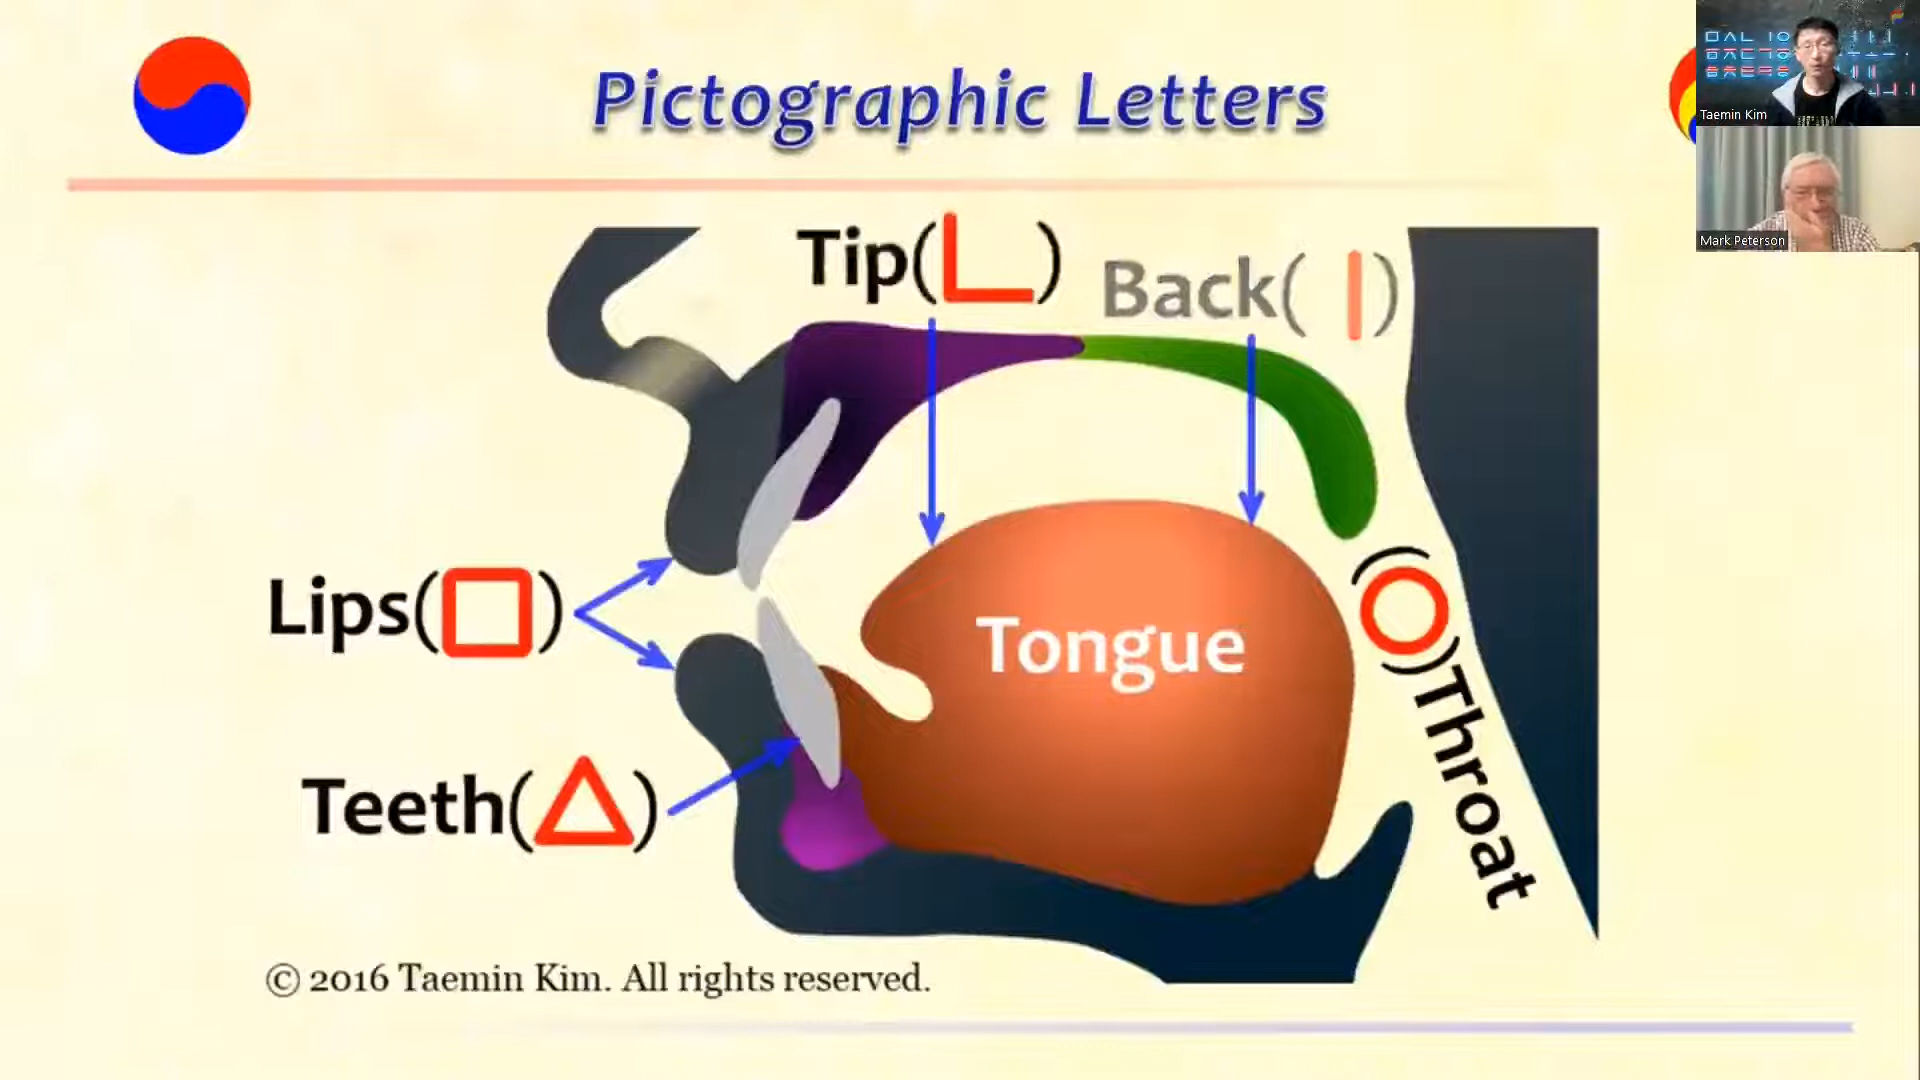 Pictographic Letters
Taemin Kim
Mark Peterson
Tip(ㄴ)
Back(ㅣ)
Lips(ㅁ)
Tongue
(ㅇ)Throat
Teeth(ㅿ)
© 2016 Taemin Kim. All rights reserved.